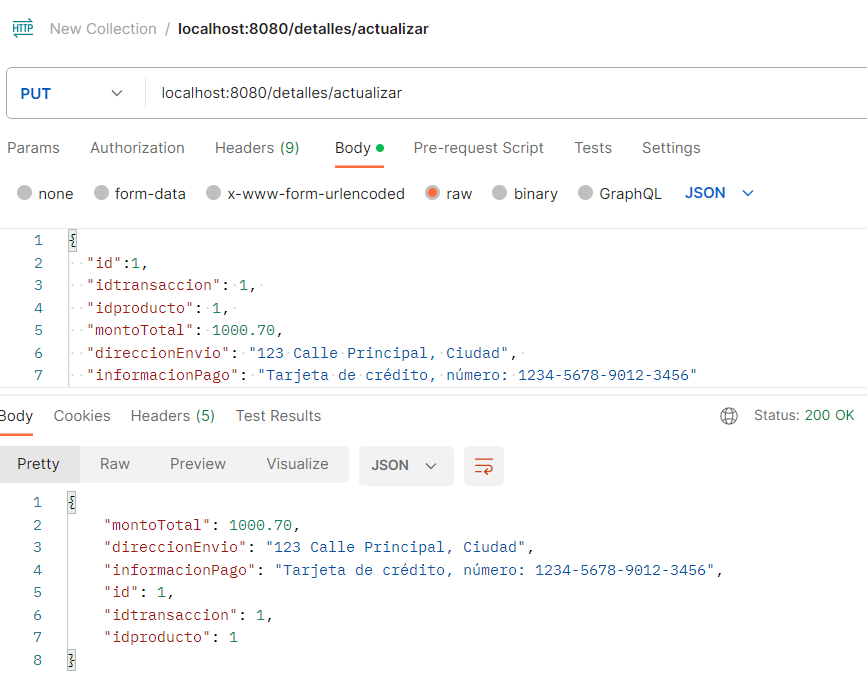 HTTP New Collection / localhost:8080/detalles/actualizar
PUT localhost:8080/detalles/actualizar
Params Authorization Headers (9) Body Pre-request Script Tests Settings
none form-data x-www-form-urlencoded raw binary GraphQL JSON
1 {
2 "id":1,
3 "idtransaccion": 1,
4 "idproducto": 1,
5 "montoTotal": 1000.70,
6 "direccionEnvio": "123 Calle Principal, Ciudad",
7 "informacionPago": "Tarjeta de crédito, número: 1234-5678-9012-3456"
Body Cookies Headers (5) Test Results Status: 200 OK
Pretty Raw Preview Visualize JSON
1 {
2 "montoTotal": 1000.70,
3 "direccionEnvio": "123 Calle Principal, Ciudad",
4 "informacionPago": "Tarjeta de crédito, número: 1234-5678-9012-3456",
5 "id": 1,
6 "idtransaccion": 1,
7 "idproducto": 1
8 }